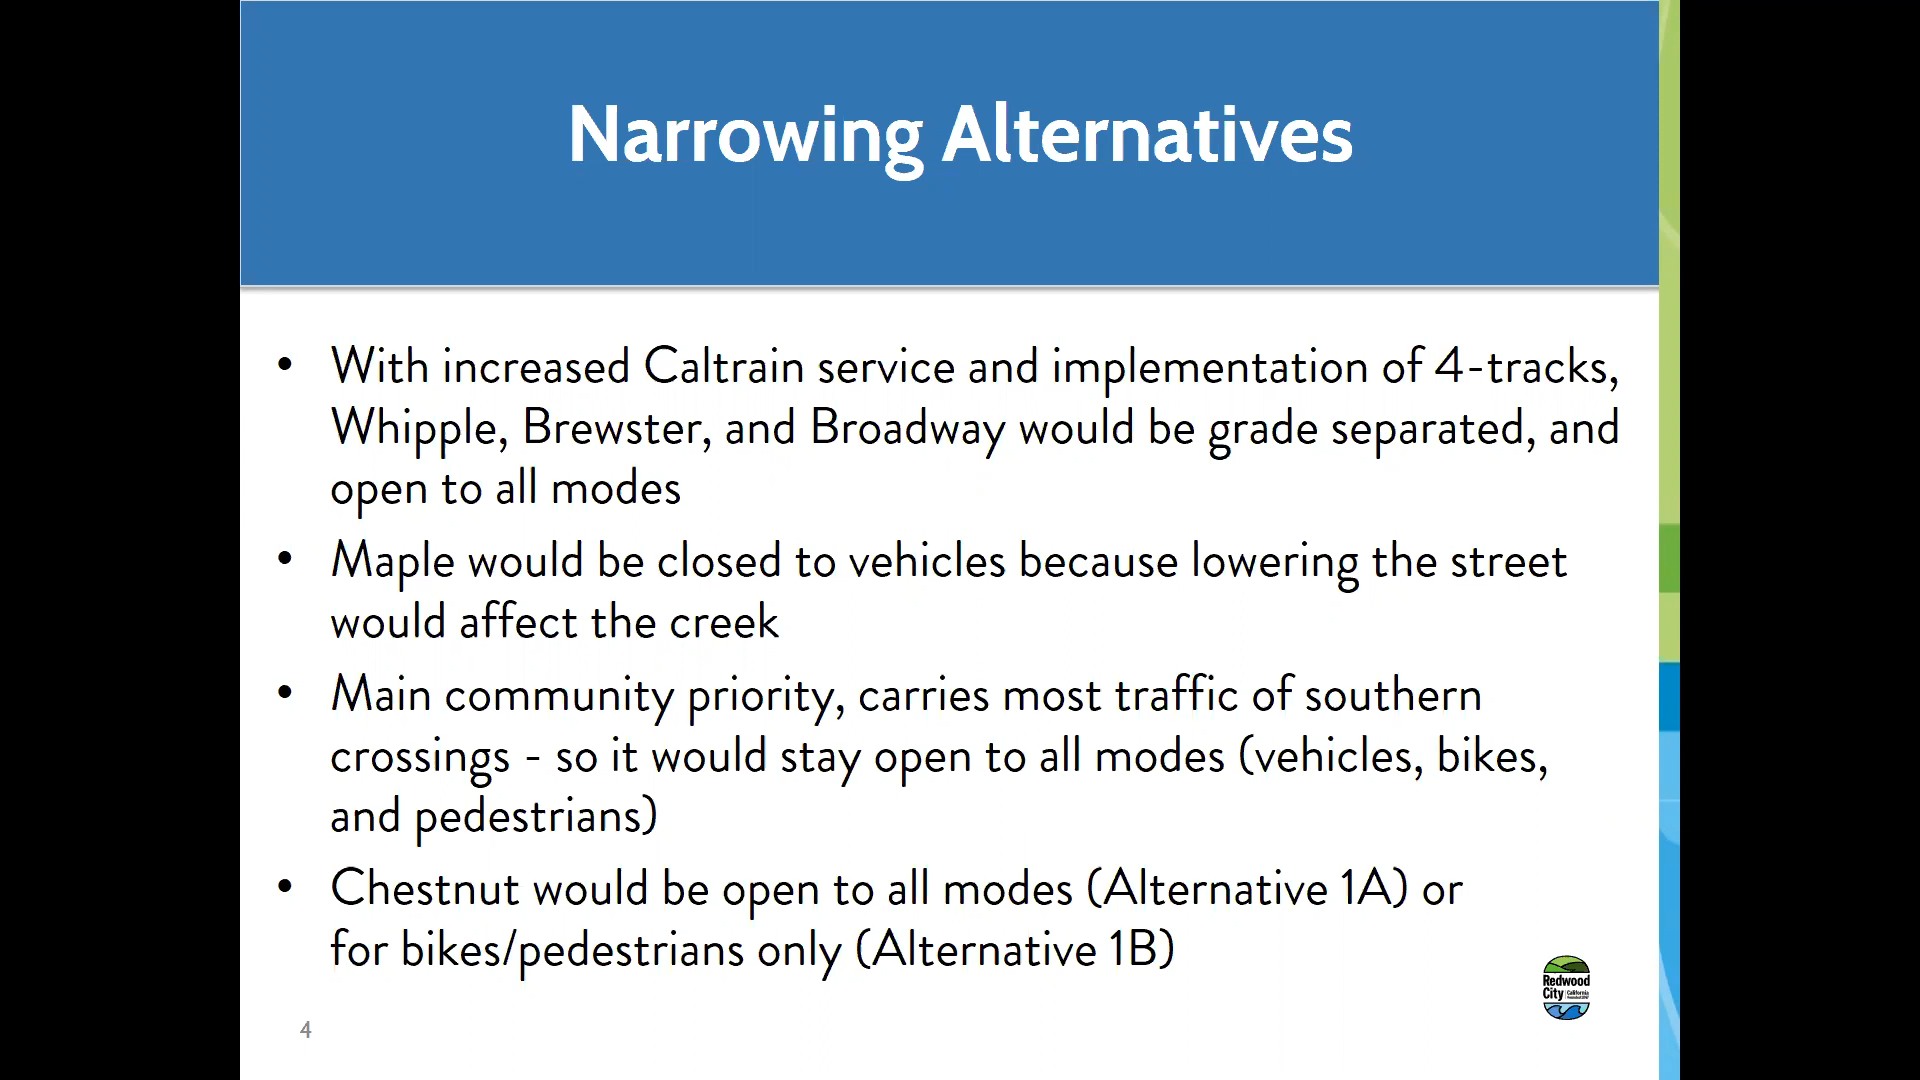 Narrowing Alternatives
• With increased Caltrain service and implementation of 4-tracks,
Whipple, Brewster, and Broadway would be grade separated, and
open to all modes
• Maple would be closed to vehicles because lowering the street
would affect the creek
• Main community priority, carries most traffic of southern
crossings - so it would stay open to all modes (vehicles, bikes,
and pedestrians)
• Chestnut would be open to all modes (Alternative 1A) or
for bikes/pedestrians only (Alternative 1B)
Redwood
City California
4